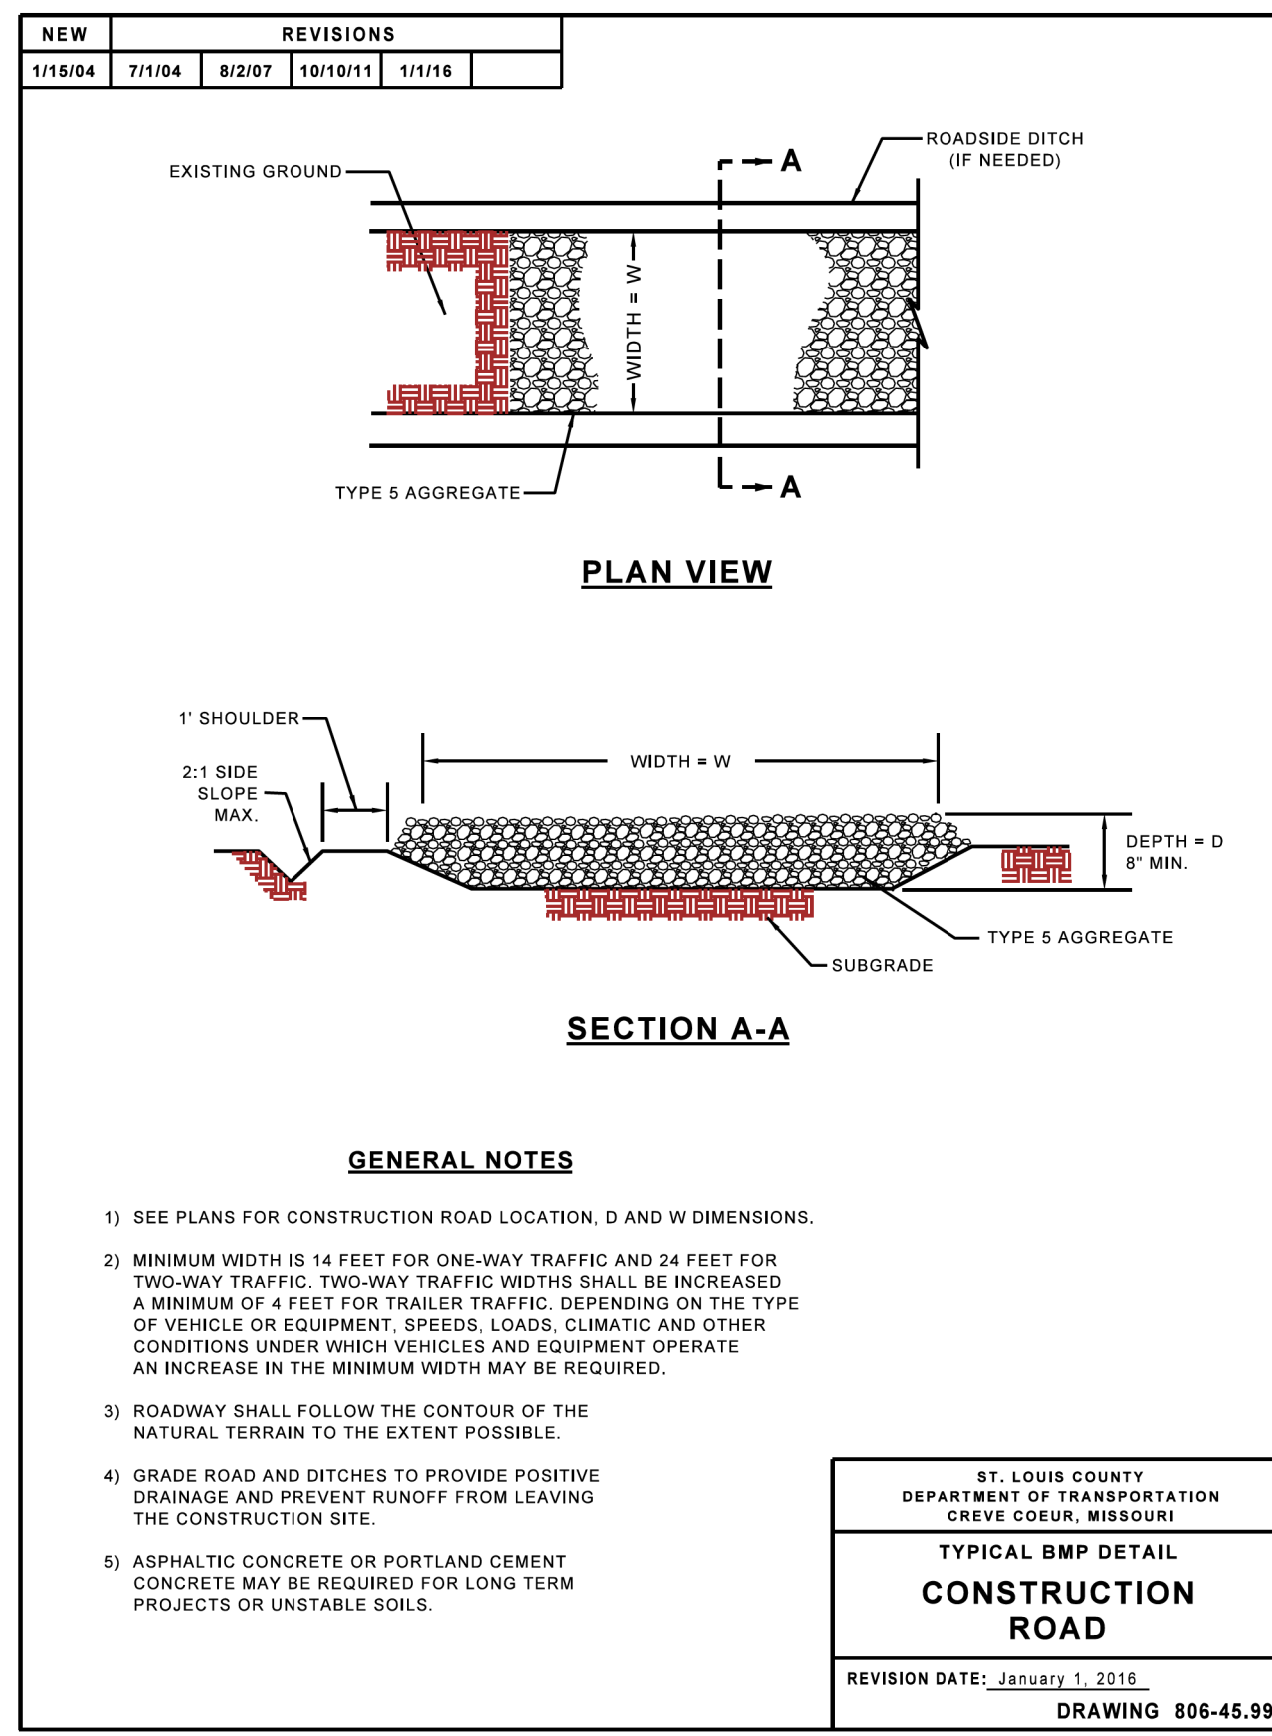 NEW REVISIONS
1/15/04 7/1/04 8/2/07 10/10/11 1/1/16
ROADSIDE DITCH
(IF NEEDED)
A
EXISTING GROUND
WIDTH = W
TYPE 5 AGGREGATE
A
PLAN VIEW
1' SHOULDER
WIDTH = W
2:1 SIDE
SLOPE
MAX.
DEPTH = D
8" MIN.
TYPE 5 AGGREGATE
SUBGRADE
SECTION A-A
GENERAL NOTES
1) SEE PLANS FOR CONSTRUCTION ROAD LOCATION, D AND W DIMENSIONS.
2) MINIMUM WIDTH IS 14 FEET FOR ONE-WAY TRAFFIC AND 24 FEET FOR
TWO-WAY TRAFFIC. TWO-WAY TRAFFIC WIDTHS SHALL BE INCREASED
A MINIMUM OF 4 FEET FOR TRAILER TRAFFIC. DEPENDING ON THE TYPE
OF VEHICLE OR EQUIPMENT, SPEEDS, LOADS, CLIMATIC AND OTHER
CONDITIONS UNDER WHICH VEHICLES AND EQUIPMENT OPERATE
AN INCREASE IN THE MINIMUM WIDTH MAY BE REQUIRED.
3) ROADWAY SHALL FOLLOW THE CONTOUR OF THE
NATURAL TERRAIN TO THE EXTENT POSSIBLE.
4) GRADE ROAD AND DITCHES TO PROVIDE POSITIVE
DRAINAGE AND PREVENT RUNOFF FROM LEAVING
THE CONSTRUCTION SITE.
5) ASPHALTIC CONCRETE OR PORTLAND CEMENT
CONCRETE MAY BE REQUIRED FOR LONG TERM
PROJECTS OR UNSTABLE SOILS.
ST. LOUIS COUNTY
DEPARTMENT OF TRANSPORTATION
CREVE COEUR, MISSOURI
TYPICAL BMP DETAIL
CONSTRUCTION
ROAD
REVISION DATE: January 1, 2016
DRAWING 806-45.99